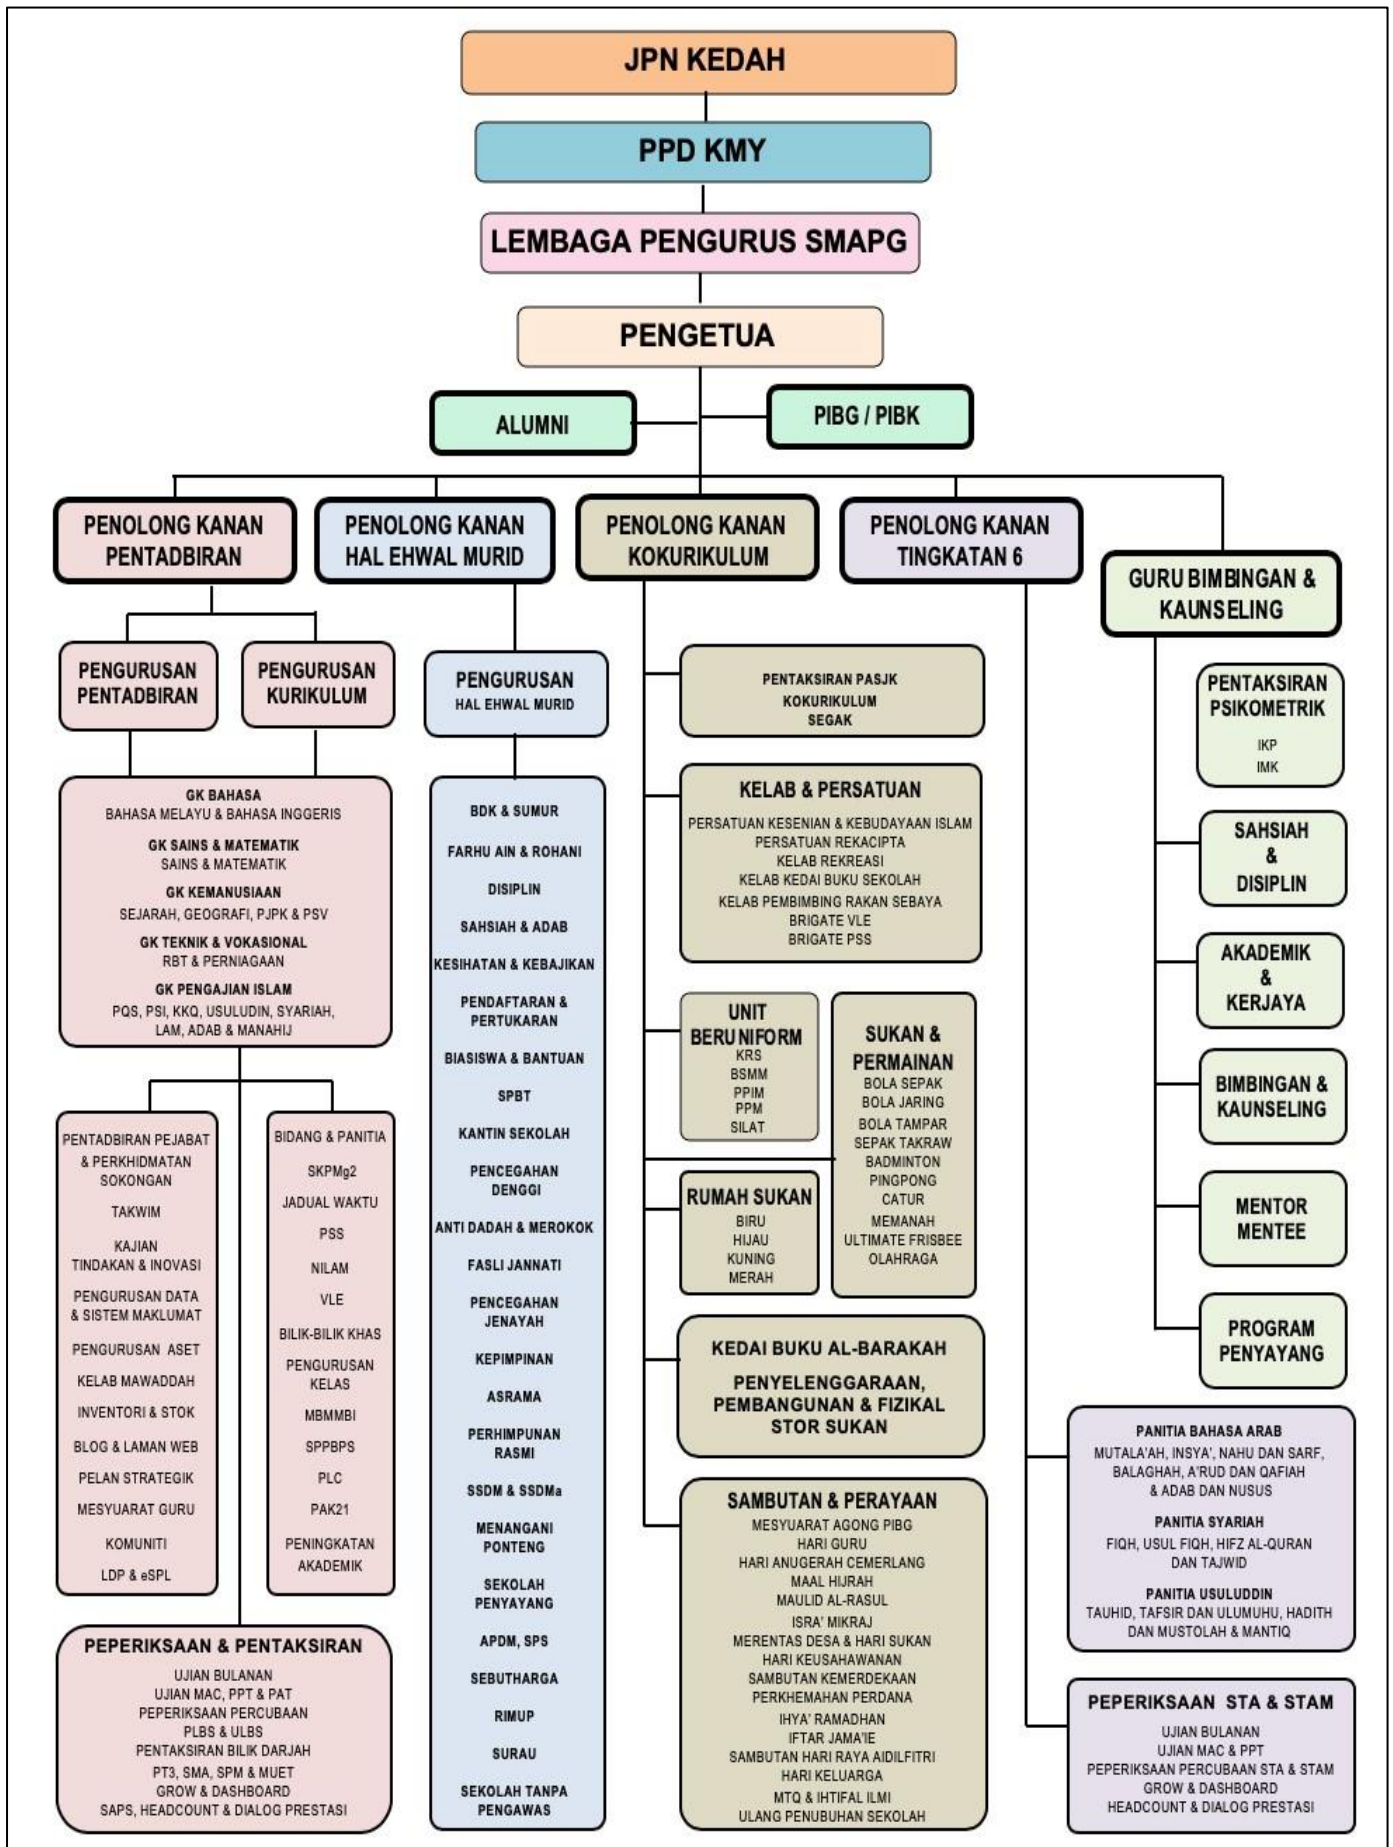 JPN KEDAH
PPD KMY
LEMBAGA PENGURUS SMAPG
PENGETUA
ALUMNI
PIBG / PIBK
PENOLONG KANAN
PENTADBIRAN
PENOLONG KANAN
HAL EHWAL MURID
PENOLONG KANAN
KOKURIKULUM
PENOLONG KANAN
TINGKATAN 6
GURU BIMBINGAN &
KAUNSELING
PENGURUSAN
PENTADBIRAN
PENGURUSAN
KURIKULUM
GK BAHASA
BAHASA MELAYU & BAHASA INGGERIS
GK SAINS & MATEMATIK
SAINS & MATEMATIK
GK KEMANUSIAAN
SEJARAH, GEOGRAFI, PJPK & PSV
GK TEKNIK & VOKASIONAL
RBT & PERNIAGAAN
GK PENGAJIAN ISLAM
PQS, PSI, KKQ, USULUDIN, SYARIAH,
LAM, ADAB & MANAHIJ
PENTADBIRAN PEJABAT
& PERKHIDMATAN
SOKONGAN
TAKWIM
KAJIAN
TINDAKAN & INOVASI
PENGURUSAN DATA
& SISTEM MAKLUMAT
PENGURUSAN ASET
KELAB MAWADDAH
INVENTORI & STOK
BLOG & LAMAN WEB
PELAN STRATEGIK
MESYUARAT GURU
KOMUNITI
LDP & eSPL
BIDANG & PANITIA
SKPMg2
JADUAL WAKTU
PSS
NILAM
VLE
BILIK-BILIK KHAS
PENGURUSAN
KELAS
MBMMBI
SPPBPS
PLC
PAK21
PENINGKATAN
AKADEMIK
PEPERIKSAAN & PENTAKSIRAN
UJIAN BULANAN
UJIAN MAC, PPT & PAT
PEPERIKSAAN PERCUBAAN
PLBS & ULBS
PENTAKSIRAN BILIK DARJAH
PT3, SMA, SPM & MUET
GROW & DASHBOARD
SAPS, HEADCOUNT & DIALOG PRESTASI
PENGURUSAN
HAL EHWAL MURID
BDK & SUMUR
FARHU AIN & ROHANI
DISIPLIN
SAHSIAH & ADAB
KESIHATAN & KEBAJIKAN
PENDAFTARAN &
PERTUKARAN
BIASISWA & BANTUAN
SPBT
KANTIN SEKOLAH
PENCEGAHAN
DENGGI
ANTI DADAH & MEROKOK
FASLI JANNATI
PENCEGAHAN
JENAYAH
KEPIMPINAN
ASRAMA
PERHIMPUNAN
RASMI
SSDM & SSDMa
MENANGANI
PONTENG
SEKOLAH
PENYAYANG
APDM, SPS
SEBUTHARGA
RIMUP
SURAU
SEKOLAH TANPA
PENGAWAS
PENTAKSIRAN PASJK
KOKURIKULUM
SEGAK
KELAB & PERSATUAN
PERSATUAN KESENIAN & KEBUDAYAAN ISLAM
PERSATUAN REKACIPTA
KELAB REKREASI
KELAB KEDAI BUKU SEKOLAH
KELAB PEMBIMBING RAKAN SEBAYA
BRIGATE VLE
BRIGATE PSS
UNIT
BERUNIFORM
KRS
BSMM
PPIM
PPM
SILAT
SUKAN &
PERMAINAN
BOLA SEPAK
BOLA JARING
BOLA TAMPAR
SEPAK TAKRAW
BADMINTON
PINGPONG
CATUR
MEMANAH
ULTIMATE FRISBEE
OLAHRAGA
RUMAH SUKAN
BIRU
HIJAU
KUNING
MERAH
KEDAI BUKU AL-BARAKAH
PENYELENGGARAAN,
PEMBANGUNAN & FIZIKAL
STOR SUKAN
SAMBUTAN & PERAYAAN
MESYUARAT AGONG PIBG
HARI GURU
HARI ANUGERAH CEMERLANG
MAAL HIJRAH
MAULID AL-RASUL
ISRA' MIKRAJ
MERENTAS DESA & HARI SUKAN
HARI KEUSAHAWANAN
SAMBUTAN KEMERDEKAAN
PERKHEMAHAN PERDANA
IHYA' RAMADHAN
IFTAR JAMA'IE
SAMBUTAN HARI RAYA AIDILFITRI
HARI KELUARGA
MTQ & IHTIFAL ILMI
ULANG PENUBUHAN SEKOLAH
PENTAKSIRAN
PSIKOMETRIK
IKP
IMK
SAHSIAH
&
DISIPLIN
AKADEMIK
&
KERJAYA
BIMBINGAN &
KAUNSELING
MENTOR
MENTEE
PROGRAM
PENYAYANG
PANITIA BAHASA ARAB
MUTALA'AH, INSYA', NAHU DAN SARF,
BALAGHAH, A'RUD DAN QAFIAH
& ADAB DAN NUSUS
PANITIA SYARIAH
FIQH, USUL FIQH, HIFZ AL-QURAN
DAN TAJWID
PANITIA USULUDDIN
TAUHID, TAFSIR DAN ULUMUHU, HADITH
DAN MUSTOLAH & MANTIQ
PEPERIKSAAN STA & STAM
UJIAN BULANAN
UJIAN MAC & PPT
PEPERIKSAAN PERCUBAAN STA & STAM
GROW & DASHBOARD
HEADCOUNT & DIALOG PRESTASI